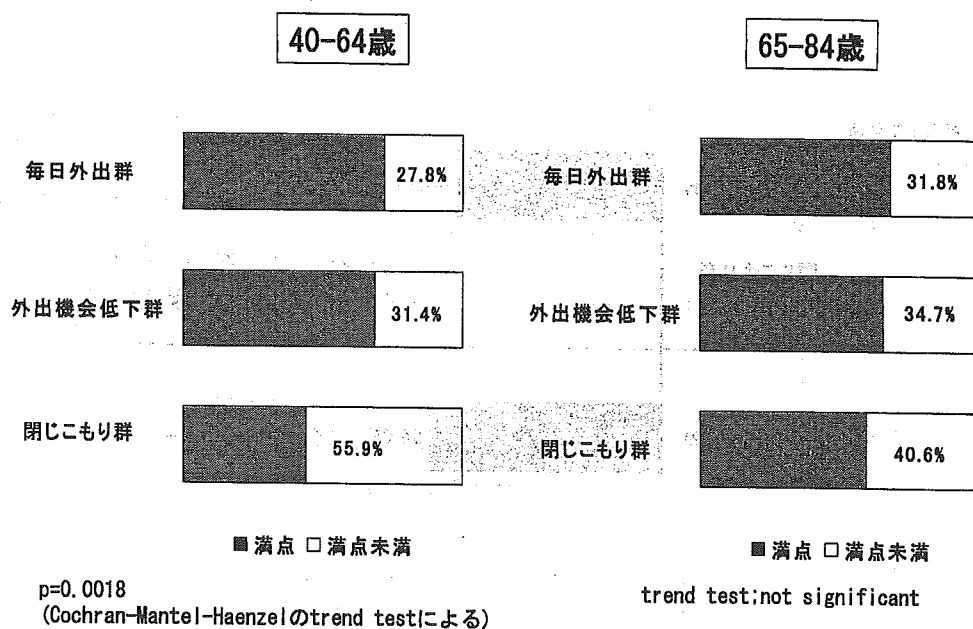 40-64歳
毎日外出群
27.8%
外出機会低下群
31.4%
閉じこもり群
55.9%
■満点 □満点未満
p=0.0018
(Cochran-Mantel-Haenzelのtrend testによる)
65-84歳
毎日外出群
31.8%
外出機会低下群
34.7%
閉じこもり群
40.6%
■満点 □満点未満
trend test;not significant